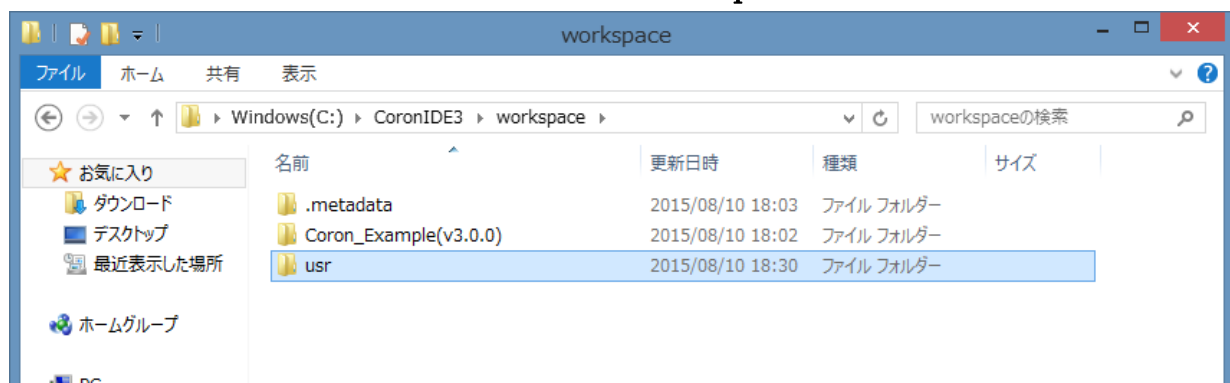 workspace
ファイル ホーム 共有 表示
Windows(C:) CoronIDE3 workspace workspaceの検索
名前 更新日時 種類 サイズ
お気に入り
ダウンロード
デスクトップ
最近表示した場所
ホームグループ
PC
.metadata 2015/08/10 18:03 ファイル フォルダー
Coron_Example(v3.0.0) 2015/08/10 18:02 ファイル フォルダー
usr 2015/08/10 18:30 ファイル フォルダー